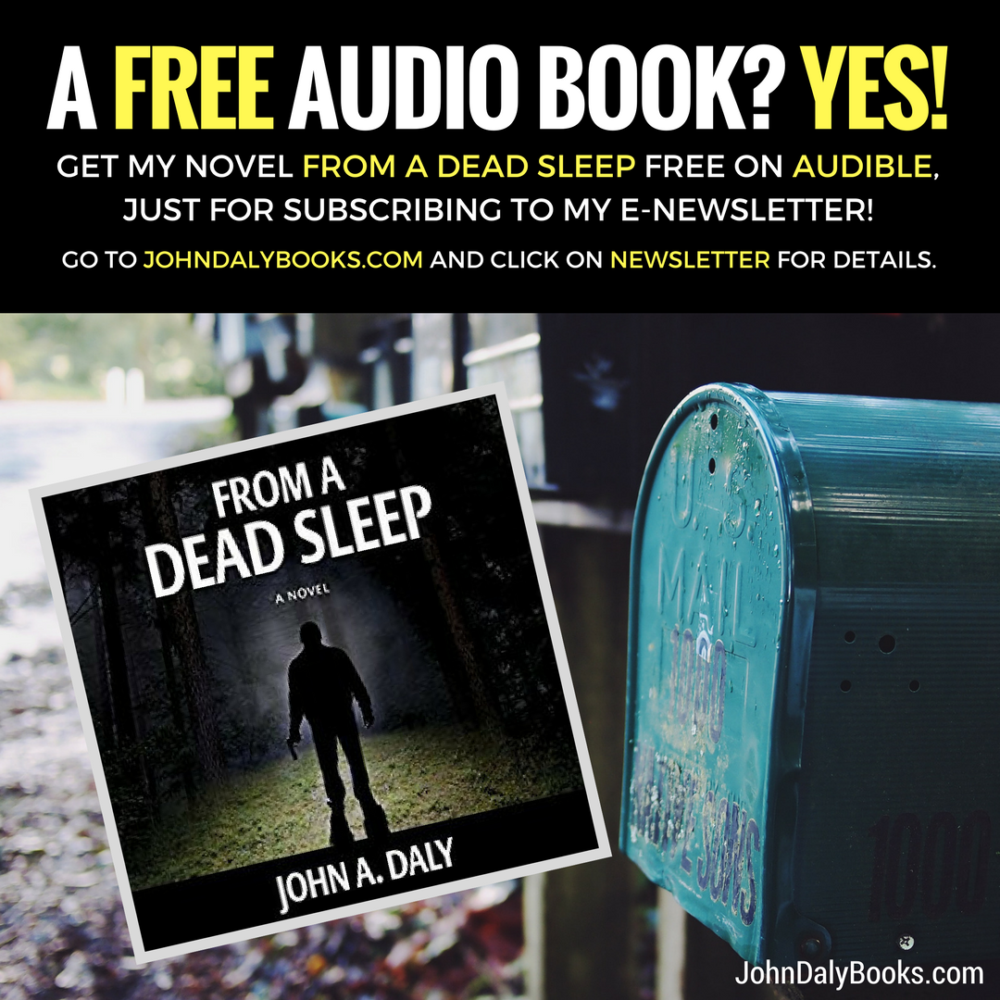 A FREE AUDIO BOOK? YES!
GET MY NOVEL FROM A DEAD SLEEP FREE ON AUDIBLE,
JUST FOR SUBSCRIBING TO MY E-NEWSLETTER!
GO TO JOHNDALYBOOKS.COM AND CLICK ON NEWSLETTER FOR DETAILS.
FROM A
DEAD SLEEP
A NOVEL
JOHN A. DALY
U.S.
MAIL
1000
1000
JohnDalyBooks.com